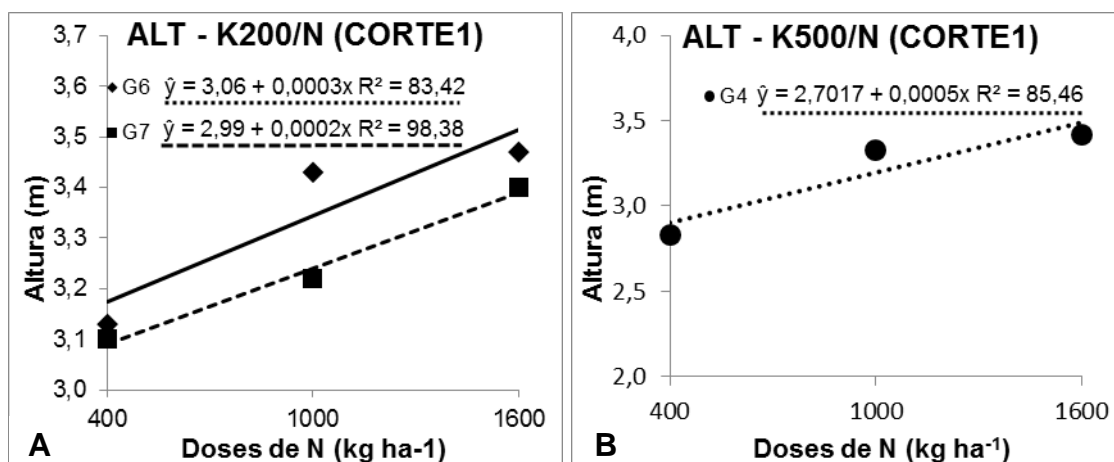 ALT - K200/N (CORTE1)
G6 ŷ = 3,06 + 0,0003x R² = 83,42
G7 ŷ = 2,99 + 0,0002x R² = 98,38
Altura (m)
3,7
3,6
3,5
3,4
3,3
3,2
3,1
3,0
400 1000 1600
Doses de N (kg ha-1)
A
ALT - K500/N (CORTE1)
G4 ŷ = 2,7017 + 0,0005x R² = 85,46
Altura (m)
4,0
3,5
3,0
2,5
2,0
400 1000 1600
Doses de N (kg ha⁻¹)
B